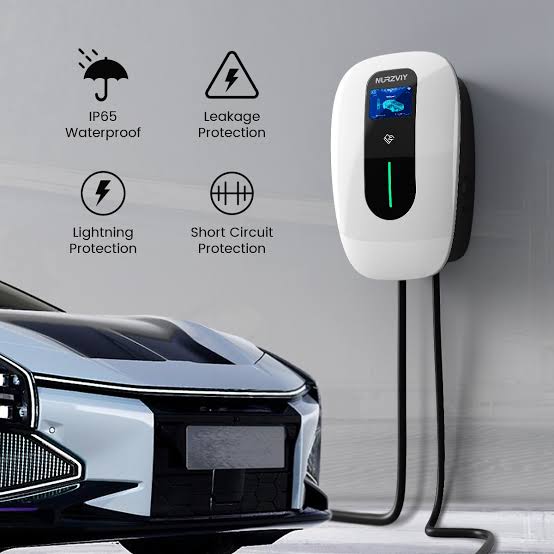 IP65
Waterproof
Leakage
Protection
Lightning
Protection
Short Circuit
Protection
NURZVIY